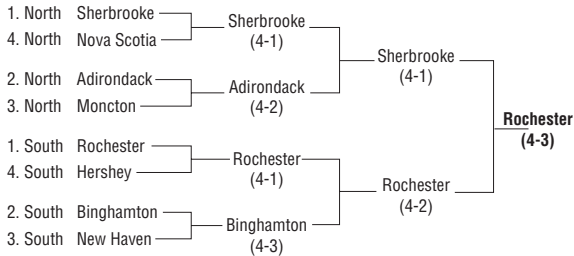 1. North Sherbrooke
4. North Nova Scotia
Sherbrooke
(4-1)
2. North Adirondack
3. North Moncton
Adirondack
(4-2)
Sherbrooke
(4-1)
1. South Rochester
4. South Hershey
Rochester
(4-1)
2. South Binghamton
3. South New Haven
Binghamton
(4-3)
Rochester
(4-2)
Rochester
(4-3)